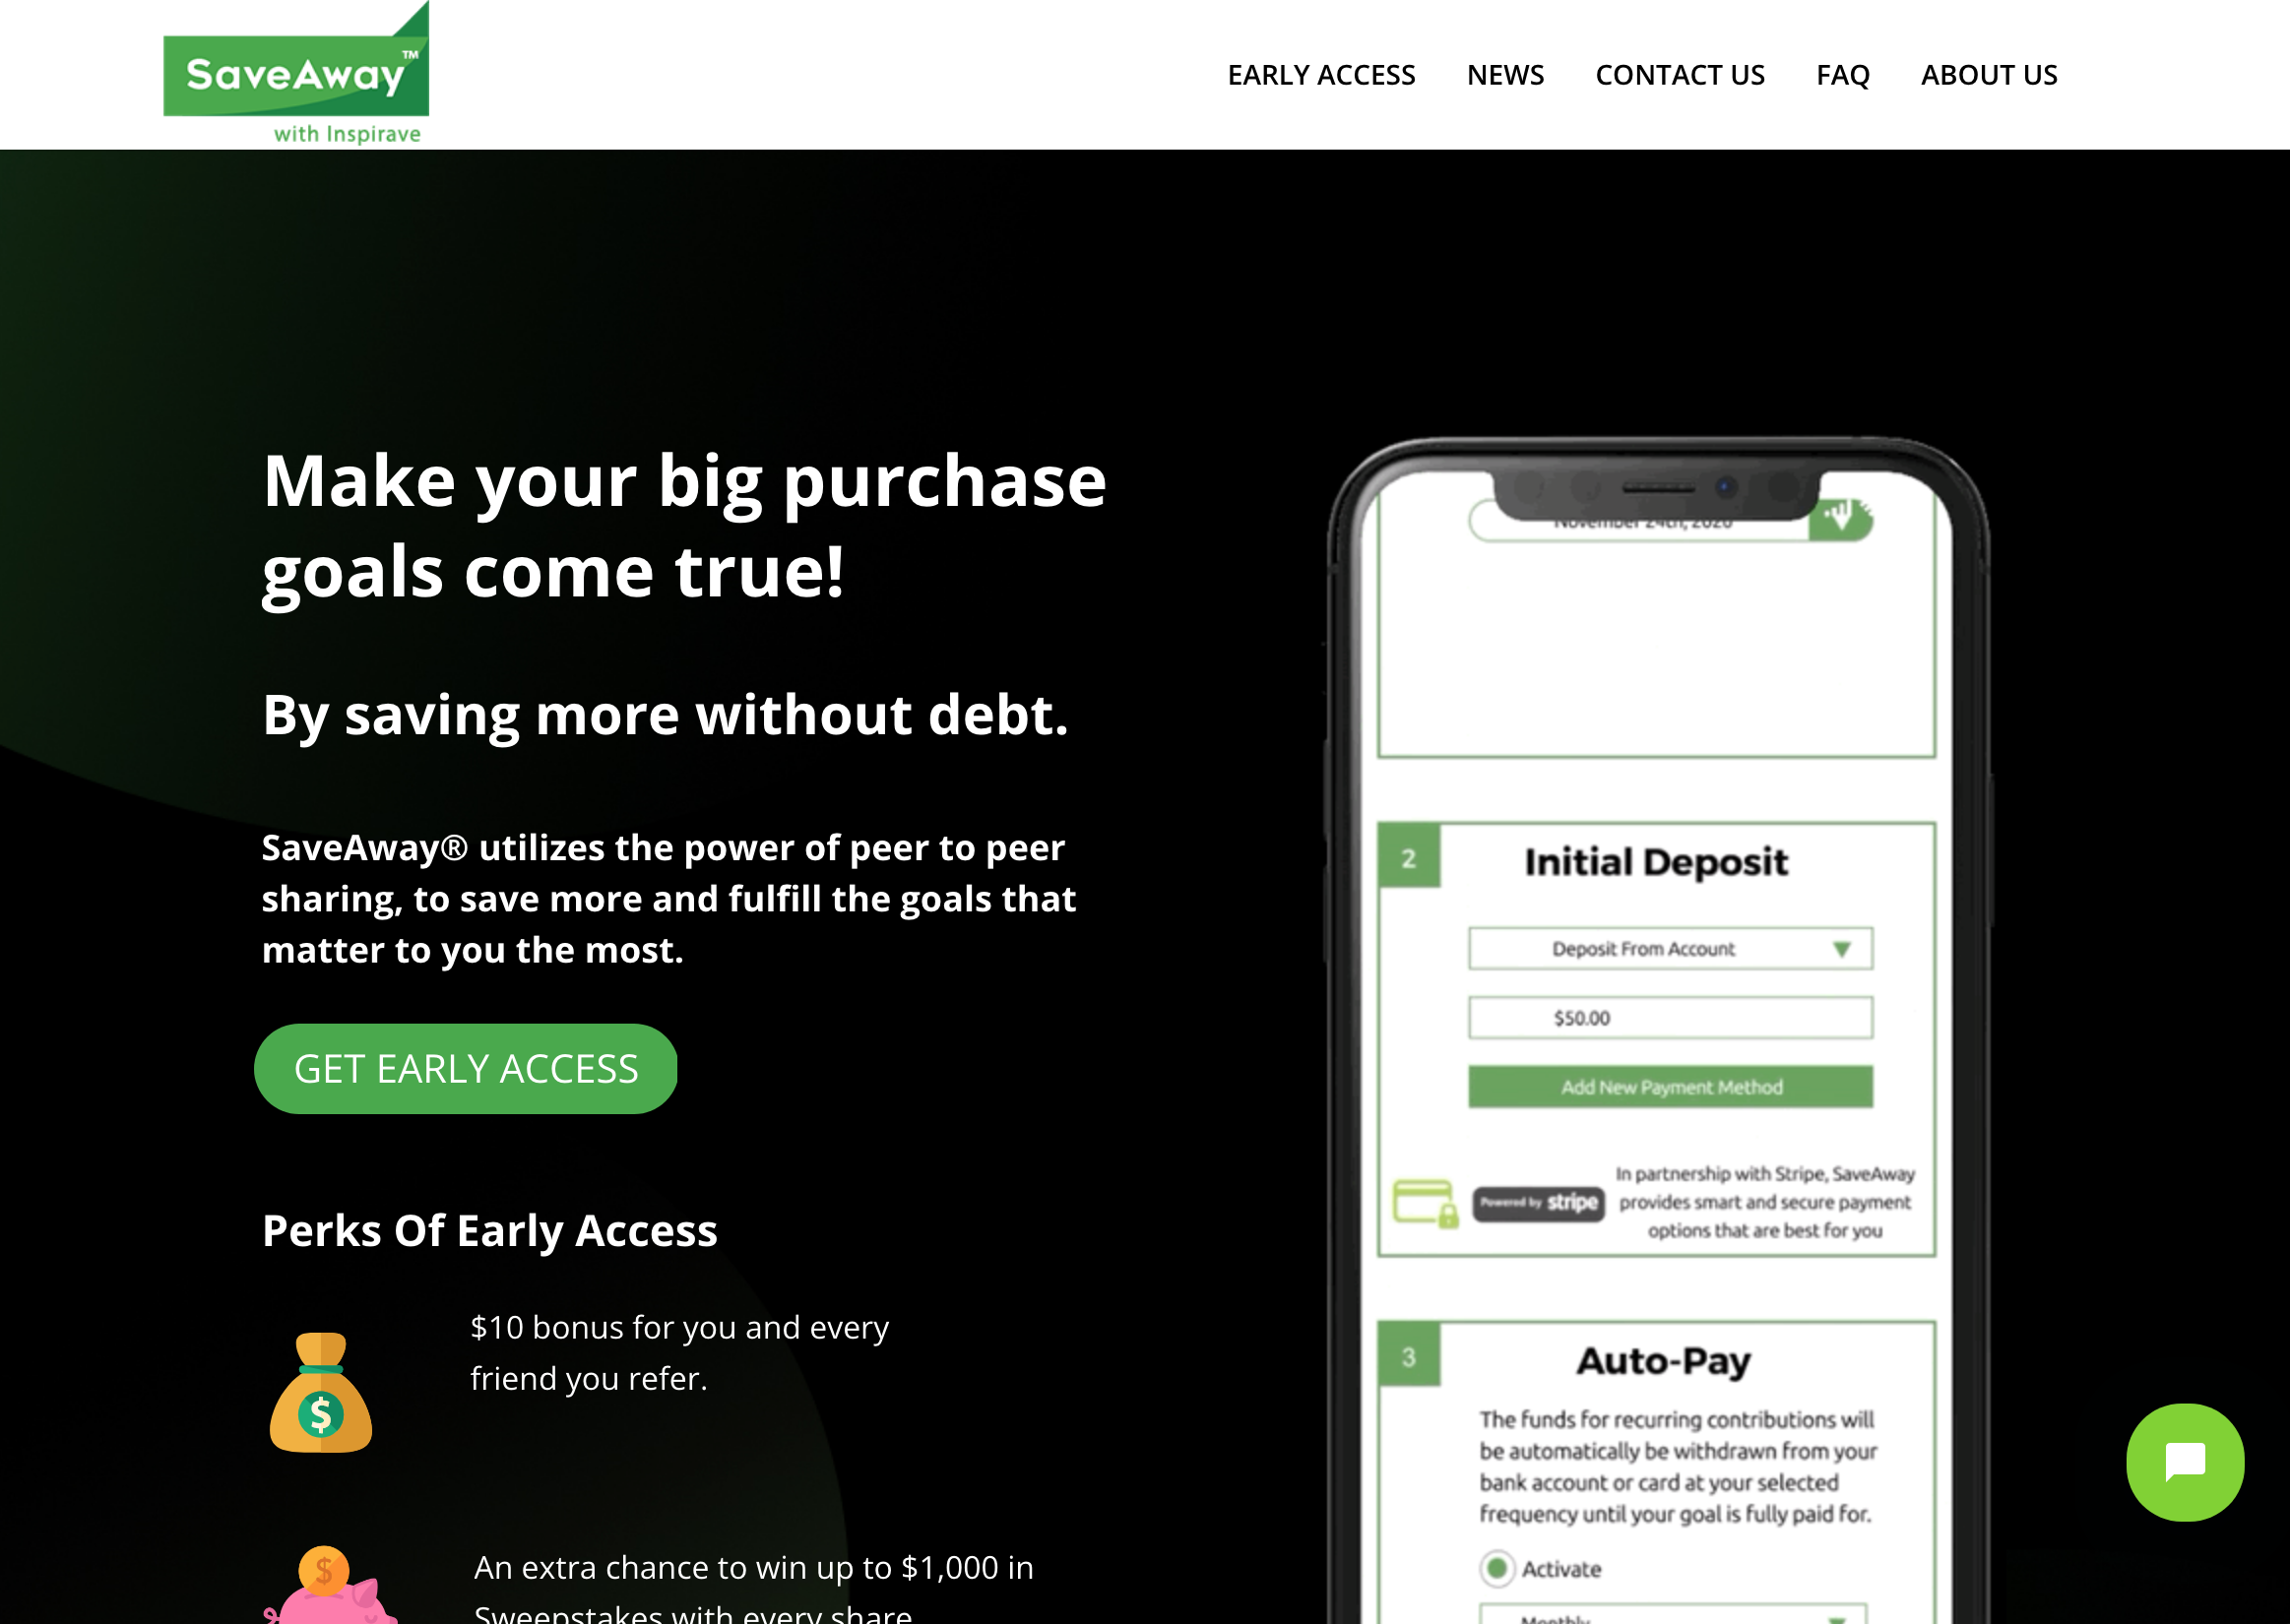 SaveAway™
with Inspirave
EARLY ACCESS NEWS CONTACT US FAQ ABOUT US
Make your big purchase
goals come true!
By saving more without debt.
SaveAway® utilizes the power of peer to peer
sharing, to save more and fulfill the goals that
matter to you the most.
GET EARLY ACCESS
Perks Of Early Access
$10 bonus for you and every
friend you refer.
$
An extra chance to win up to $1,000 in
Sweepstakes with every share
$
November 24th, 2020
2
Initial Deposit
Deposit From Account
$50.00
Add New Payment Method
Powered by stripe
In partnership with Stripe, SaveAway
provides smart and secure payment
options that are best for you
3
Auto-Pay
The funds for recurring contributions will
be automatically be withdrawn from your
bank account or card at your selected
frequency until your goal is fully paid for.
Activate
Monthly